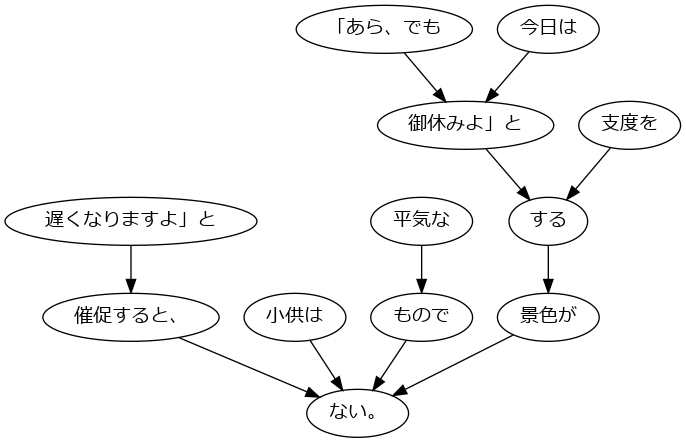 「あら、でも
今日は
御休みよ」と
支度を
遅くなりますよ」と
平気な
する
催促すると、
小供は
もので
景色が
ない。